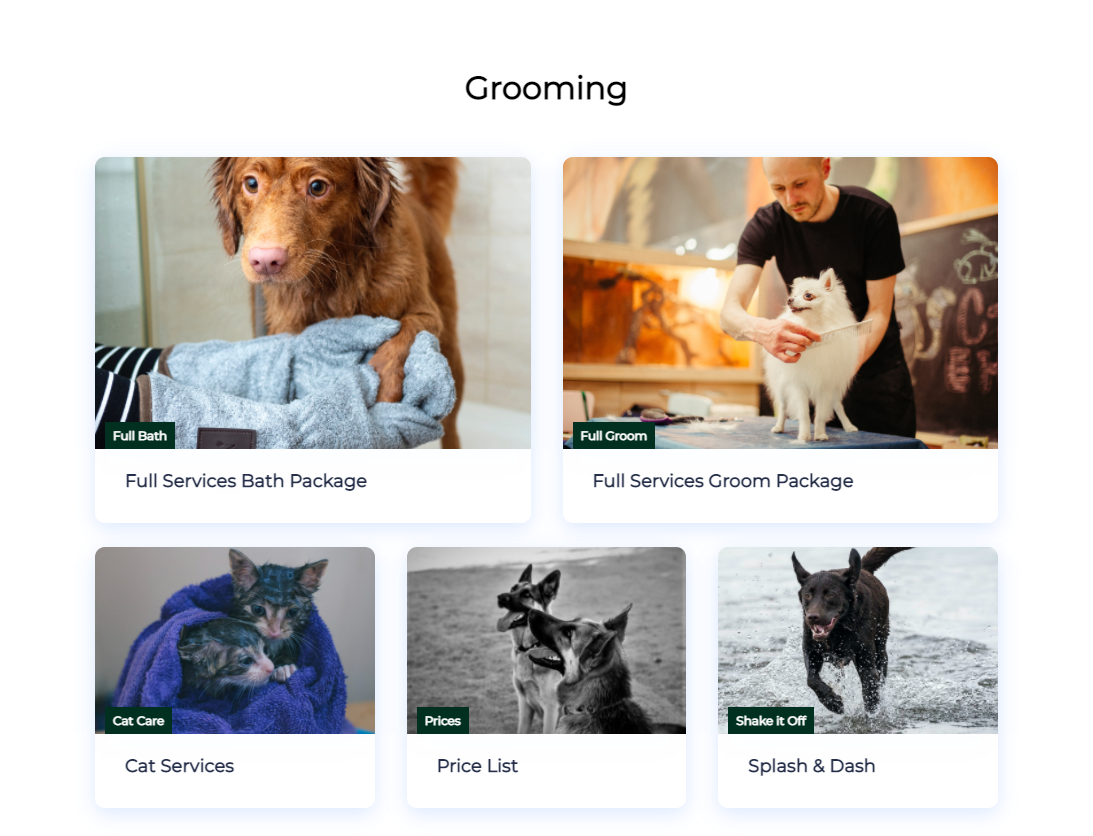 Grooming
Full Bath
Full Services Bath Package
Full Groom
Full Services Groom Package
Cat Care
Cat Services
Prices
Price List
Shake it Off
Splash & Dash